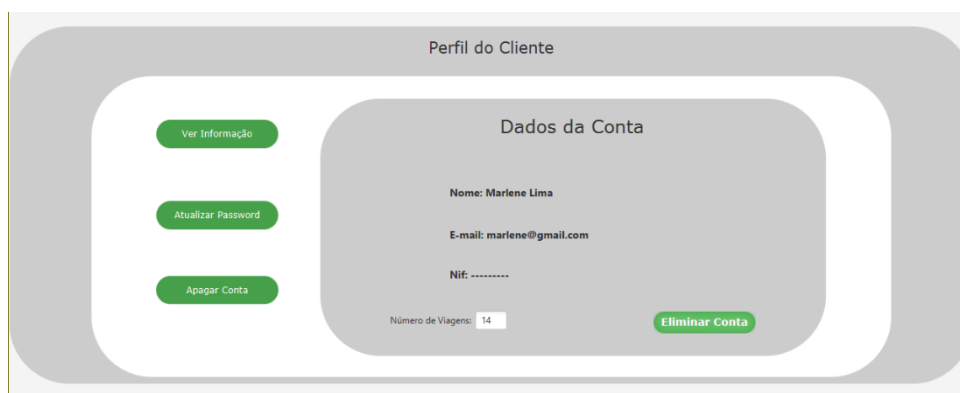 Perfil do Cliente
Ver Informação
Atualizar Password
Apagar Conta
Dados da Conta
Nome: Marlene Lima
E-mail: marlene@gmail.com
Nif: ---------
Número de Viagens: 14
Eliminar Conta